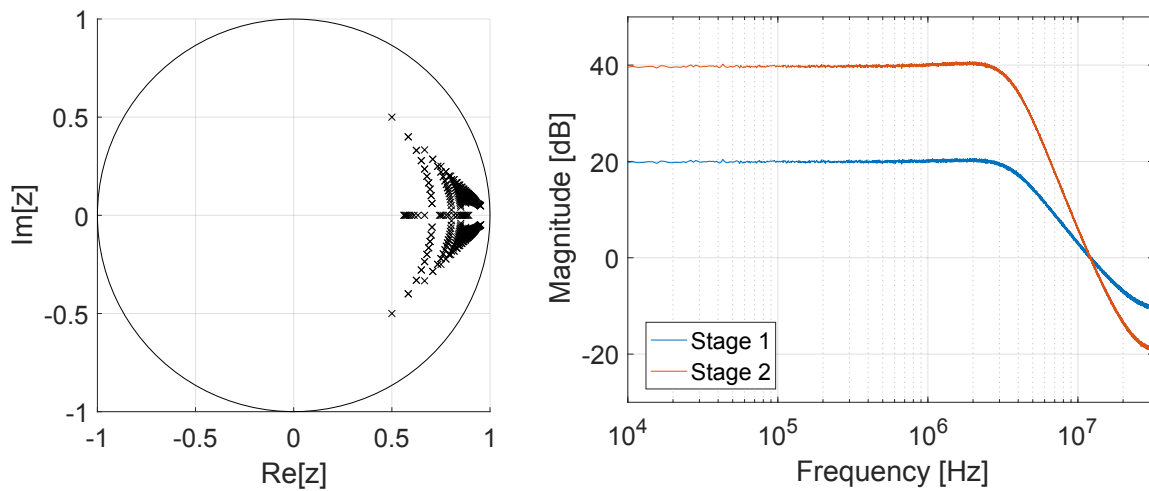 1
0.5
0
-0.5
-1
-1 -0.5 0 0.5 1
Re[z]
Im[z]
40
20
0
-20
Magnitude [dB]
Stage 1
Stage 2
10^4 10^5 10^6 10^7
Frequency [Hz]